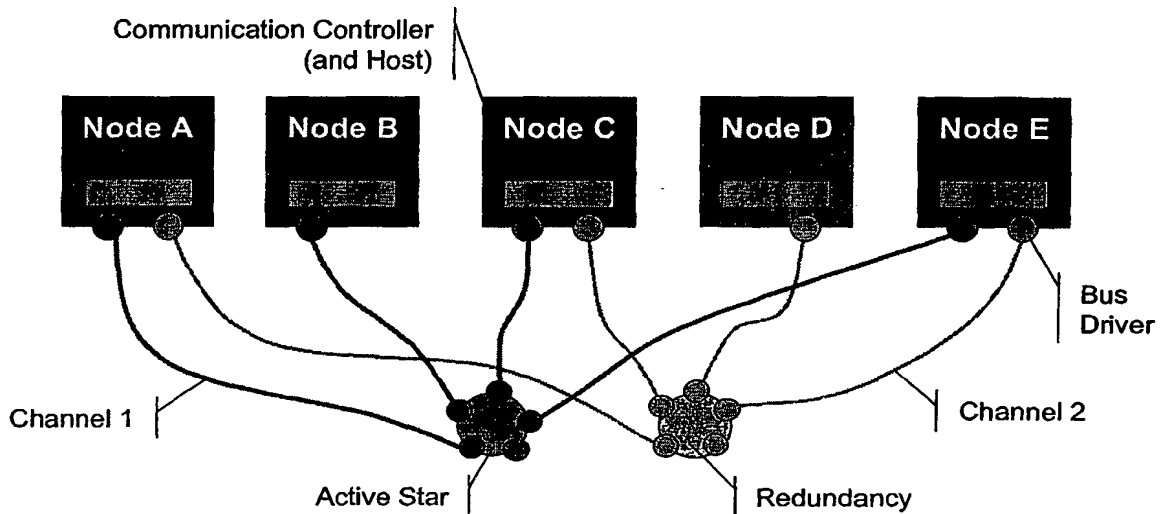 Communication Controller
(and Host)
Node A
Node B
Node C
Node D
Node E
Bus
Driver
Channel 1
Channel 2
Active Star
Redundancy